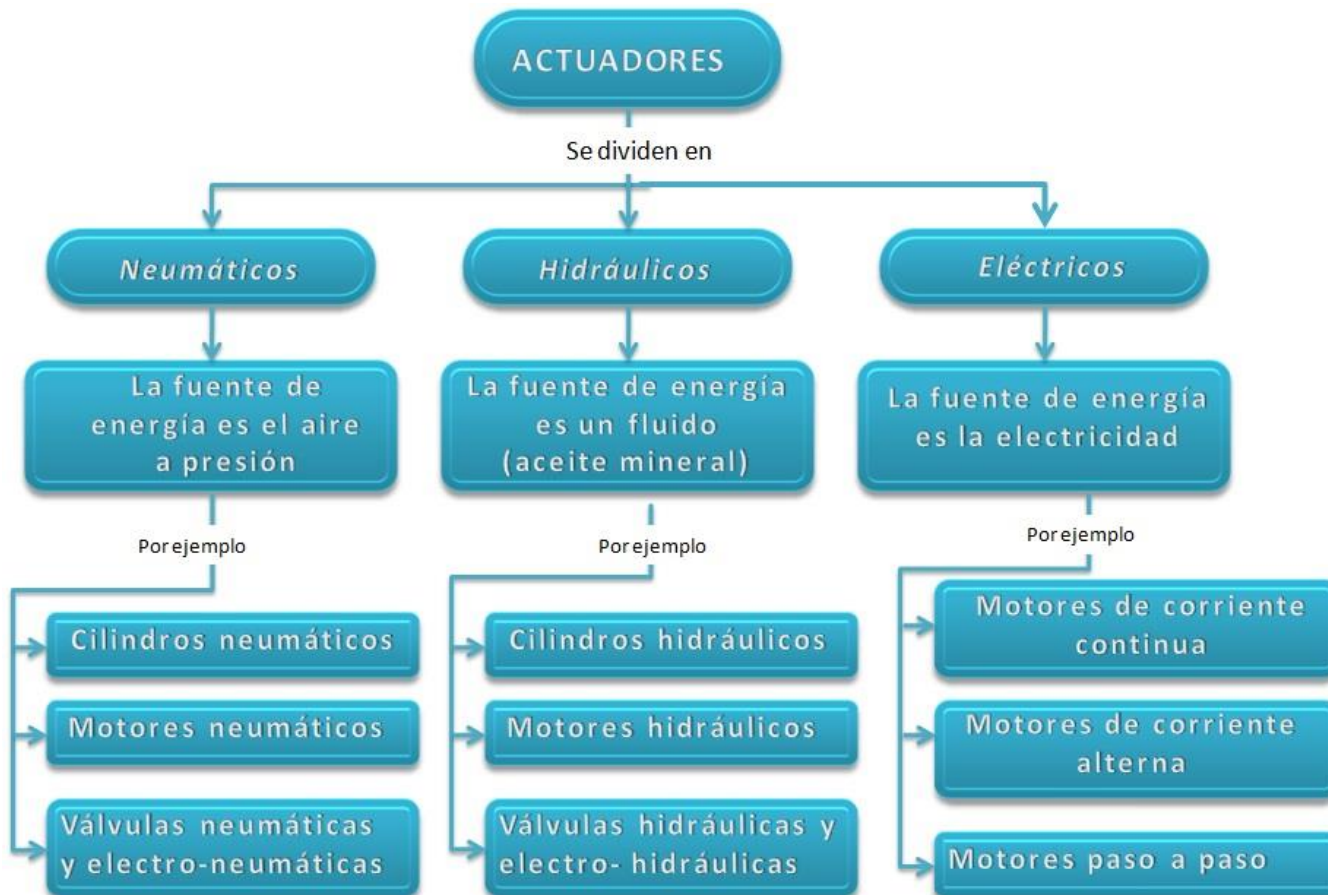 ACTUADORES
Se dividen en
Neumáticos
La fuente de
energía es el aire
a presión
Por ejemplo
Cilindros neumáticos
Motores neumáticos
Válvulas neumáticas
y electro-neumáticas
Hidráulicos
La fuente de energía
es un fluido
(aceite mineral)
Por ejemplo
Cilindros hidráulicos
Motores hidráulicos
Válvulas hidráulicas y
electro- hidráulicas
Eléctricos
La fuente de energía
es la electricidad
Por ejemplo
Motores de corriente
continua
Motores de corriente
alterna
Motores paso a paso